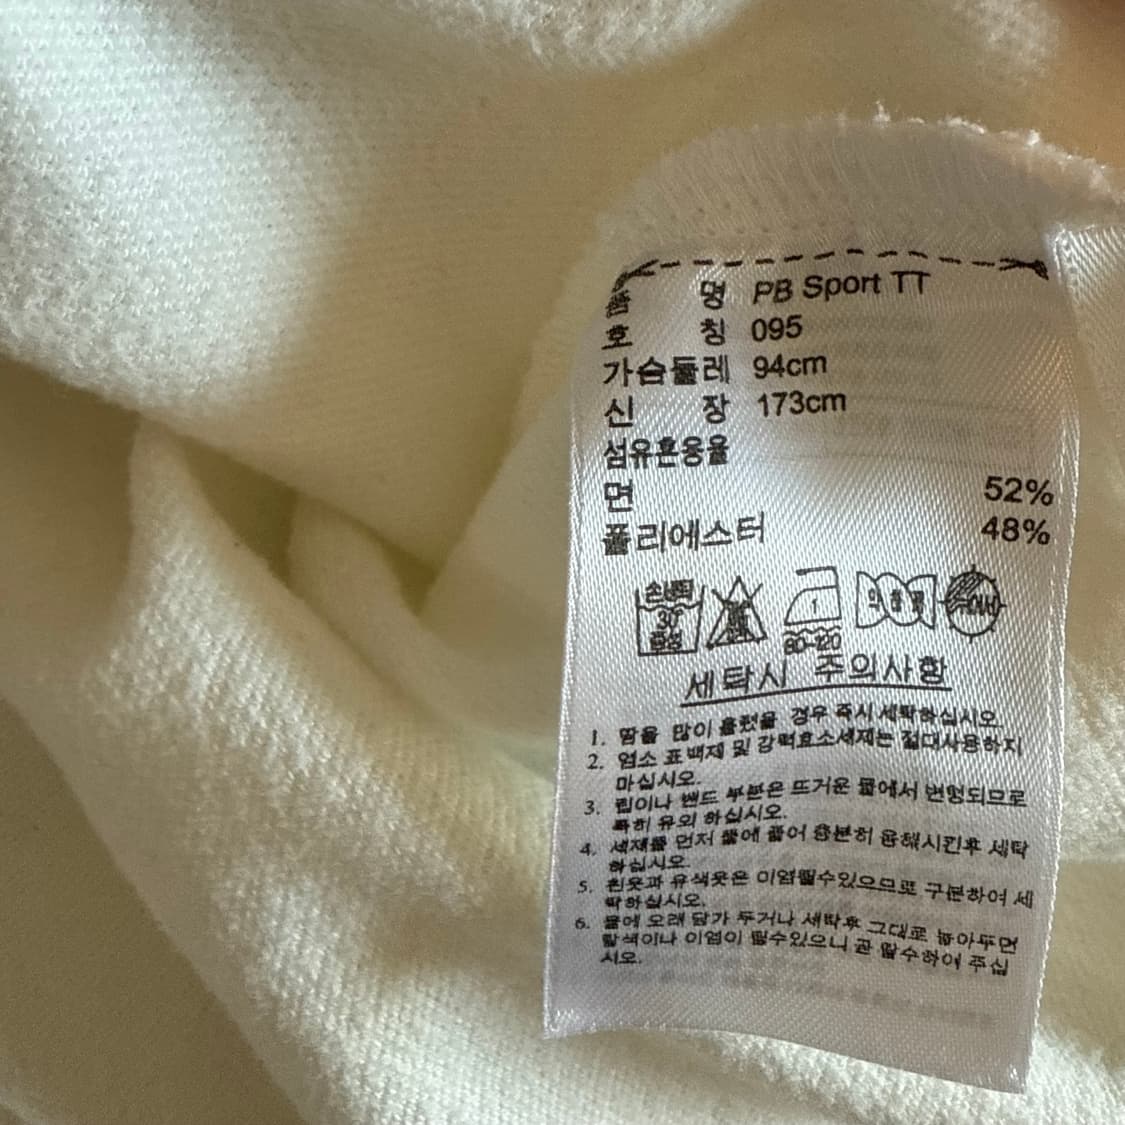 품 명 PB Sport TT
호 칭 095
가슴둘레 94cm
신 장 173cm
섬유혼용율
면 52%
폴리에스터 48%
손세탁 30° 중성
80-120
세탁시 주의사항
1. 땀을 많이 흘렸을 경우 즉시 세탁하십시오.
2. 염소 표백제 및 강력효소세제는 절대사용하지
마십시오.
3. 립이나 밴드 부분은 뜨거운 물에서 변형되므로
특히 유의 하십시오.
4. 세제를 먼저 물에 풀어 충분히 용해시킨후 세탁
하십시오.
5. 흰옷과 유색옷은 이염될수있으므로 구분하여 세
탁하십시오.
6. 물에 오래 담가 두거나 세탁후 그대로 놓아두면
탈색이나 이염이 될수있으니 곧 탈수하여 주십
시오.